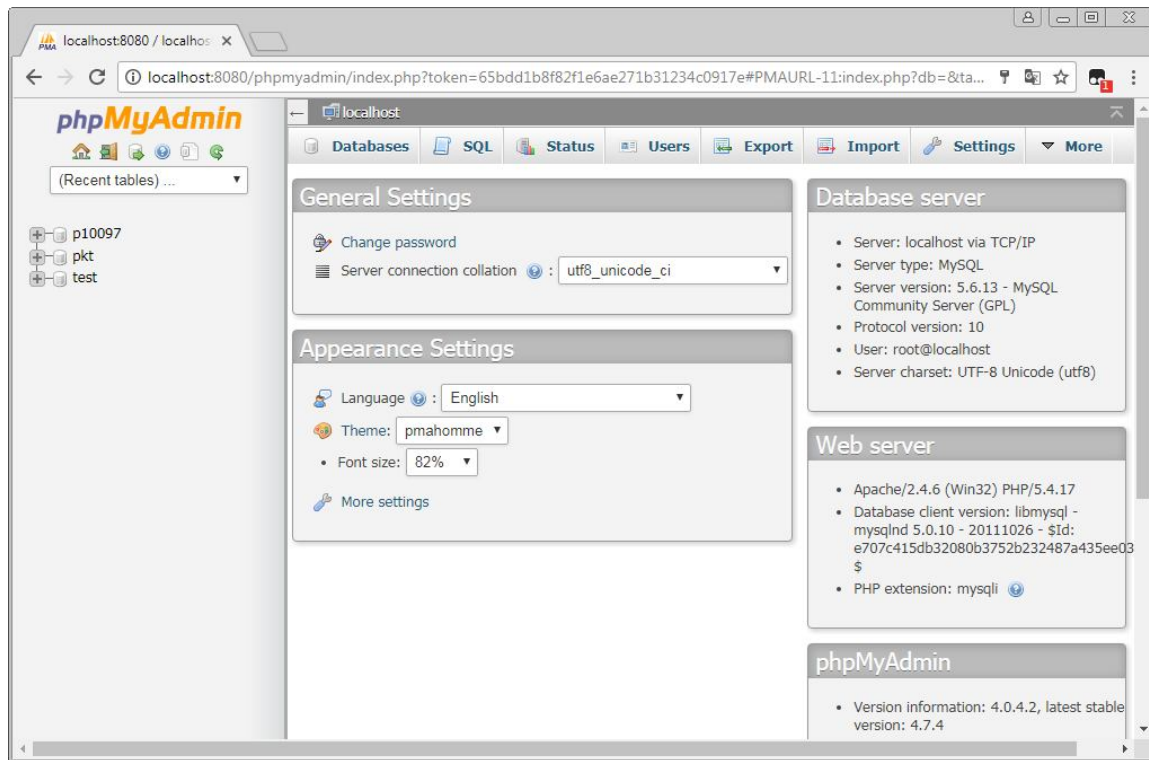 localhost:8080 / localhos
localhost:8080/phpmyadmin/index.php?token=65bdd1b8f82f1e6ae271b31234c0917e#PMAURL-11:index.php?db=&ta...
1
phpMyAdmin
(Recent tables) ...
p10097
pkt
test
localhost
Databases SQL Status Users Export Import Settings More
General Settings
Change password
Server connection collation : utf8_unicode_ci
Appearance Settings
Language : English
Theme: pmahomme
• Font size: 82%
More settings
Database server
• Server: localhost via TCP/IP
• Server type: MySQL
• Server version: 5.6.13 - MySQL
Community Server (GPL)
• Protocol version: 10
• User: root@localhost
• Server charset: UTF-8 Unicode (utf8)
Web server
• Apache/2.4.6 (Win32) PHP/5.4.17
• Database client version: libmysql -
mysqlnd 5.0.10 - 20111026 - $Id:
e707c415db32080b3752b232487a435ee03
$
• PHP extension: mysqli
phpMyAdmin
• Version information: 4.0.4.2, latest stable
version: 4.7.4